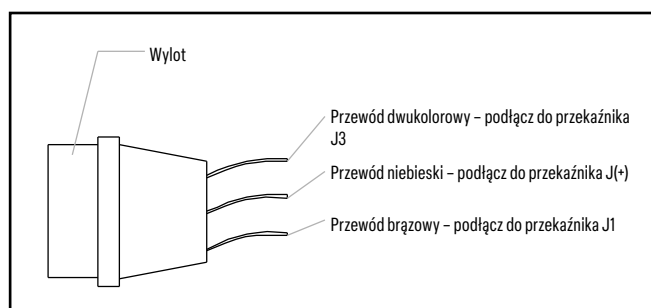 Wylot
Przewód dwukolorowy – podłącz do przekaźnika
J3
Przewód niebieski – podłącz do przekaźnika J(+)
Przewód brązowy – podłącz do przekaźnika J1